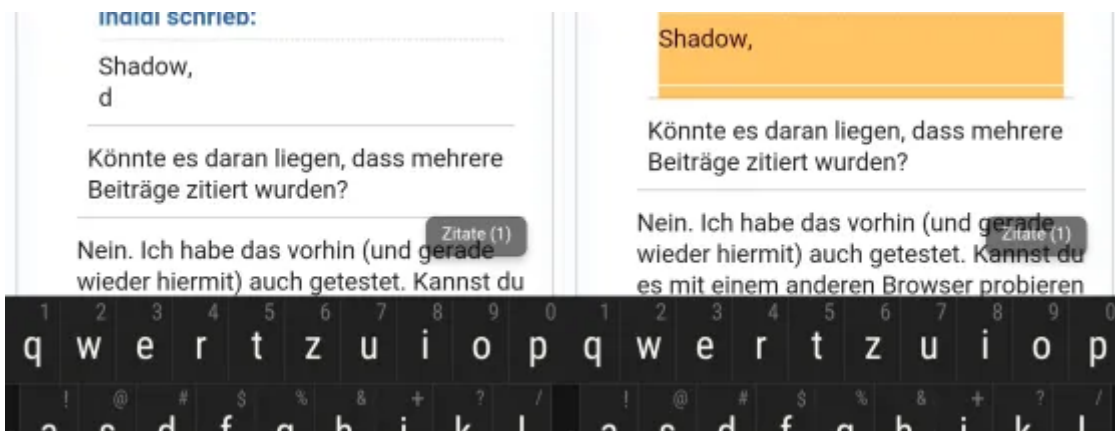 indidi schrieb:
Shadow,
d
Könnte es daran liegen, dass mehrere
Beiträge zitiert wurden?
Zitate (1)
Nein. Ich habe das vorhin (und gerade
wieder hiermit) auch getestet. Kannst du
1 2 3 4 5 6 7 8 9 0
q w e r t z u i o p
! @ # $ % & + ? /
a s d f g h j k l
Shadow,
Könnte es daran liegen, dass mehrere
Beiträge zitiert wurden?
Nein. Ich habe das vorhin (und gerade
Zitate (1)
wieder hiermit) auch getestet. Kannst du
es mit einem anderen Browser probieren
1 2 3 4 5 6 7 8 9 0
q w e r t z u i o p
! @ # $ % & + ? /
a s d f g h j k l